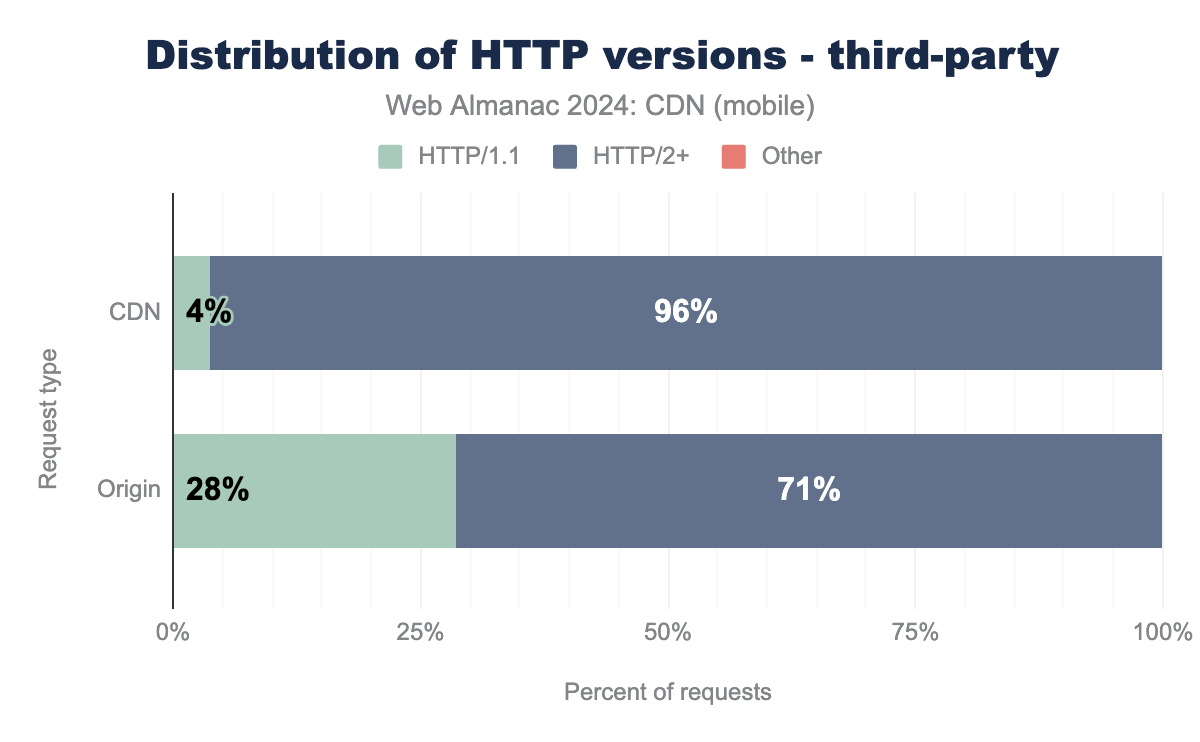 Distribution of HTTP versions - third-party
Web Almanac 2024: CDN (mobile)
HTTP/1.1 HTTP/2+ Other
Request type
CDN 4% 96%
Origin 28% 71%
0% 25% 50% 75% 100%
Percent of requests